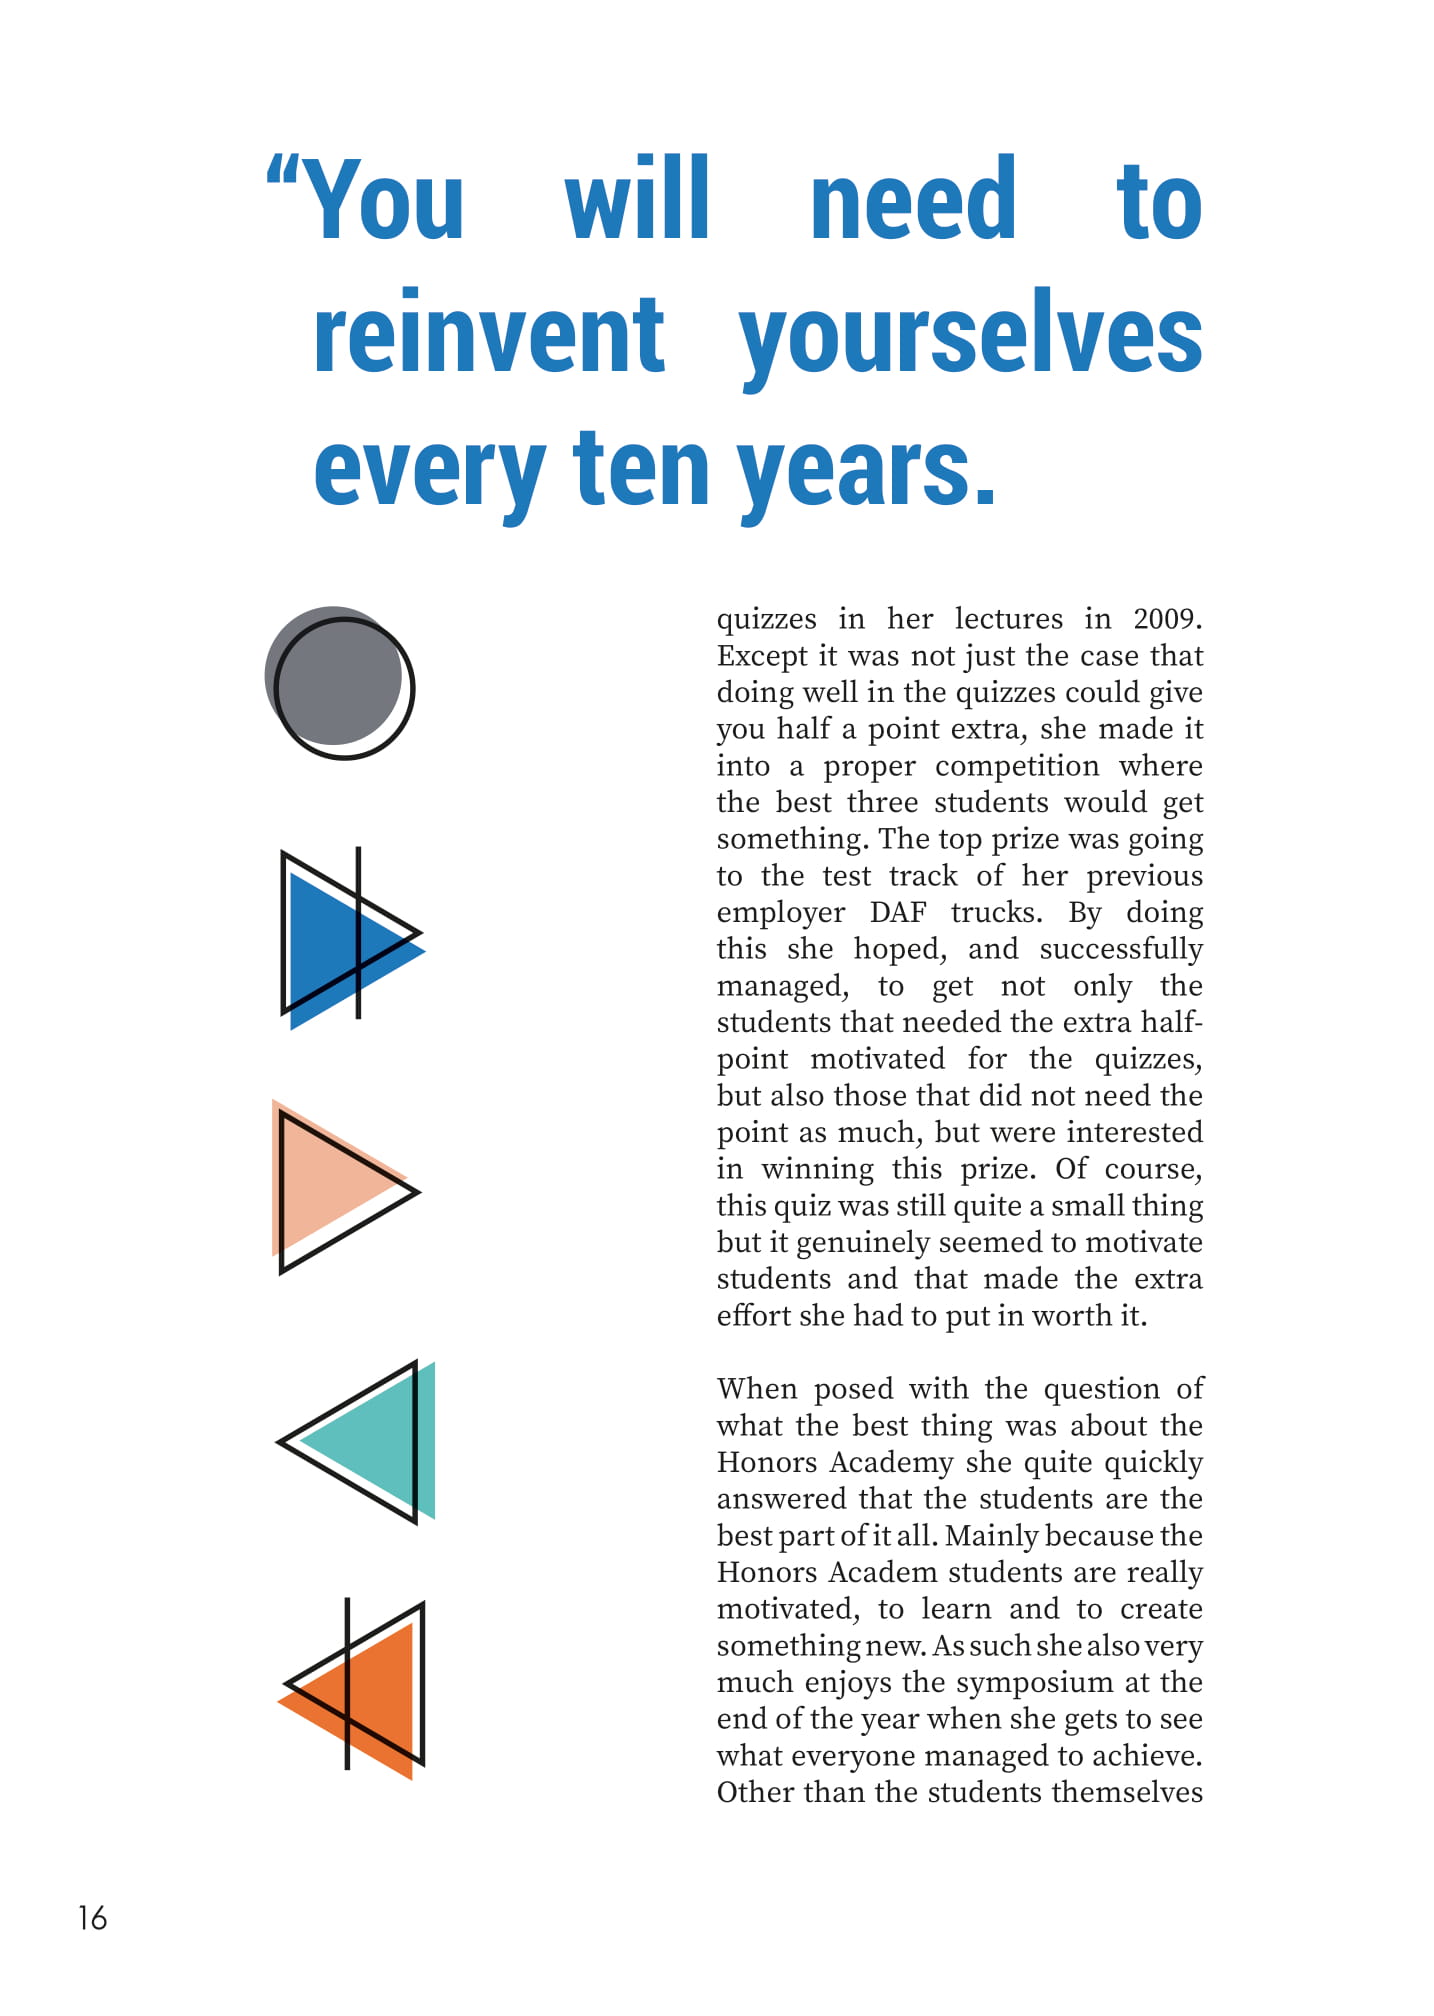 “You will need to
reinvent yourselves
every ten years.
quizzes in her lectures in 2009.
Except it was not just the case that
doing well in the quizzes could give
you half a point extra, she made it
into a proper competition where
the best three students would get
something. The top prize was going
to the test track of her previous
employer DAF trucks. By doing
this she hoped, and successfully
managed, to get not only the
students that needed the extra half-
point motivated for the quizzes,
but also those that did not need the
point as much, but were interested
in winning this prize. Of course,
this quiz was still quite a small thing
but it genuinely seemed to motivate
students and that made the extra
effort she had to put in worth it.
When posed with the question of
what the best thing was about the
Honors Academy she quite quickly
answered that the students are the
best part of it all. Mainly because the
Honors Academ students are really
motivated, to learn and to create
something new. As such she also very
much enjoys the symposium at the
end of the year when she gets to see
what everyone managed to achieve.
Other than the students themselves
16